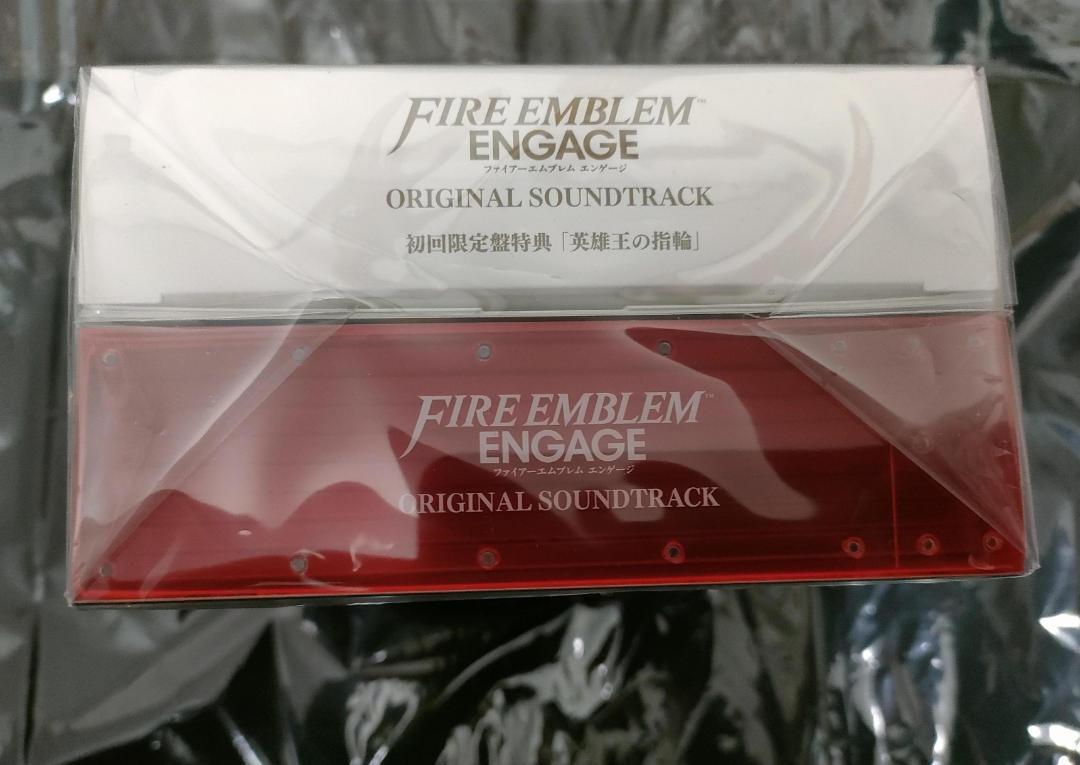 FIRE EMBLEM™
ENGAGE
ファイアーエムブレム エンゲージ
ORIGINAL SOUNDTRACK
初回限定盤特典「英雄王の指輪」
FIRE EMBLEM™
ENGAGE
ファイアーエムブレム エンゲージ
ORIGINAL SOUNDTRACK